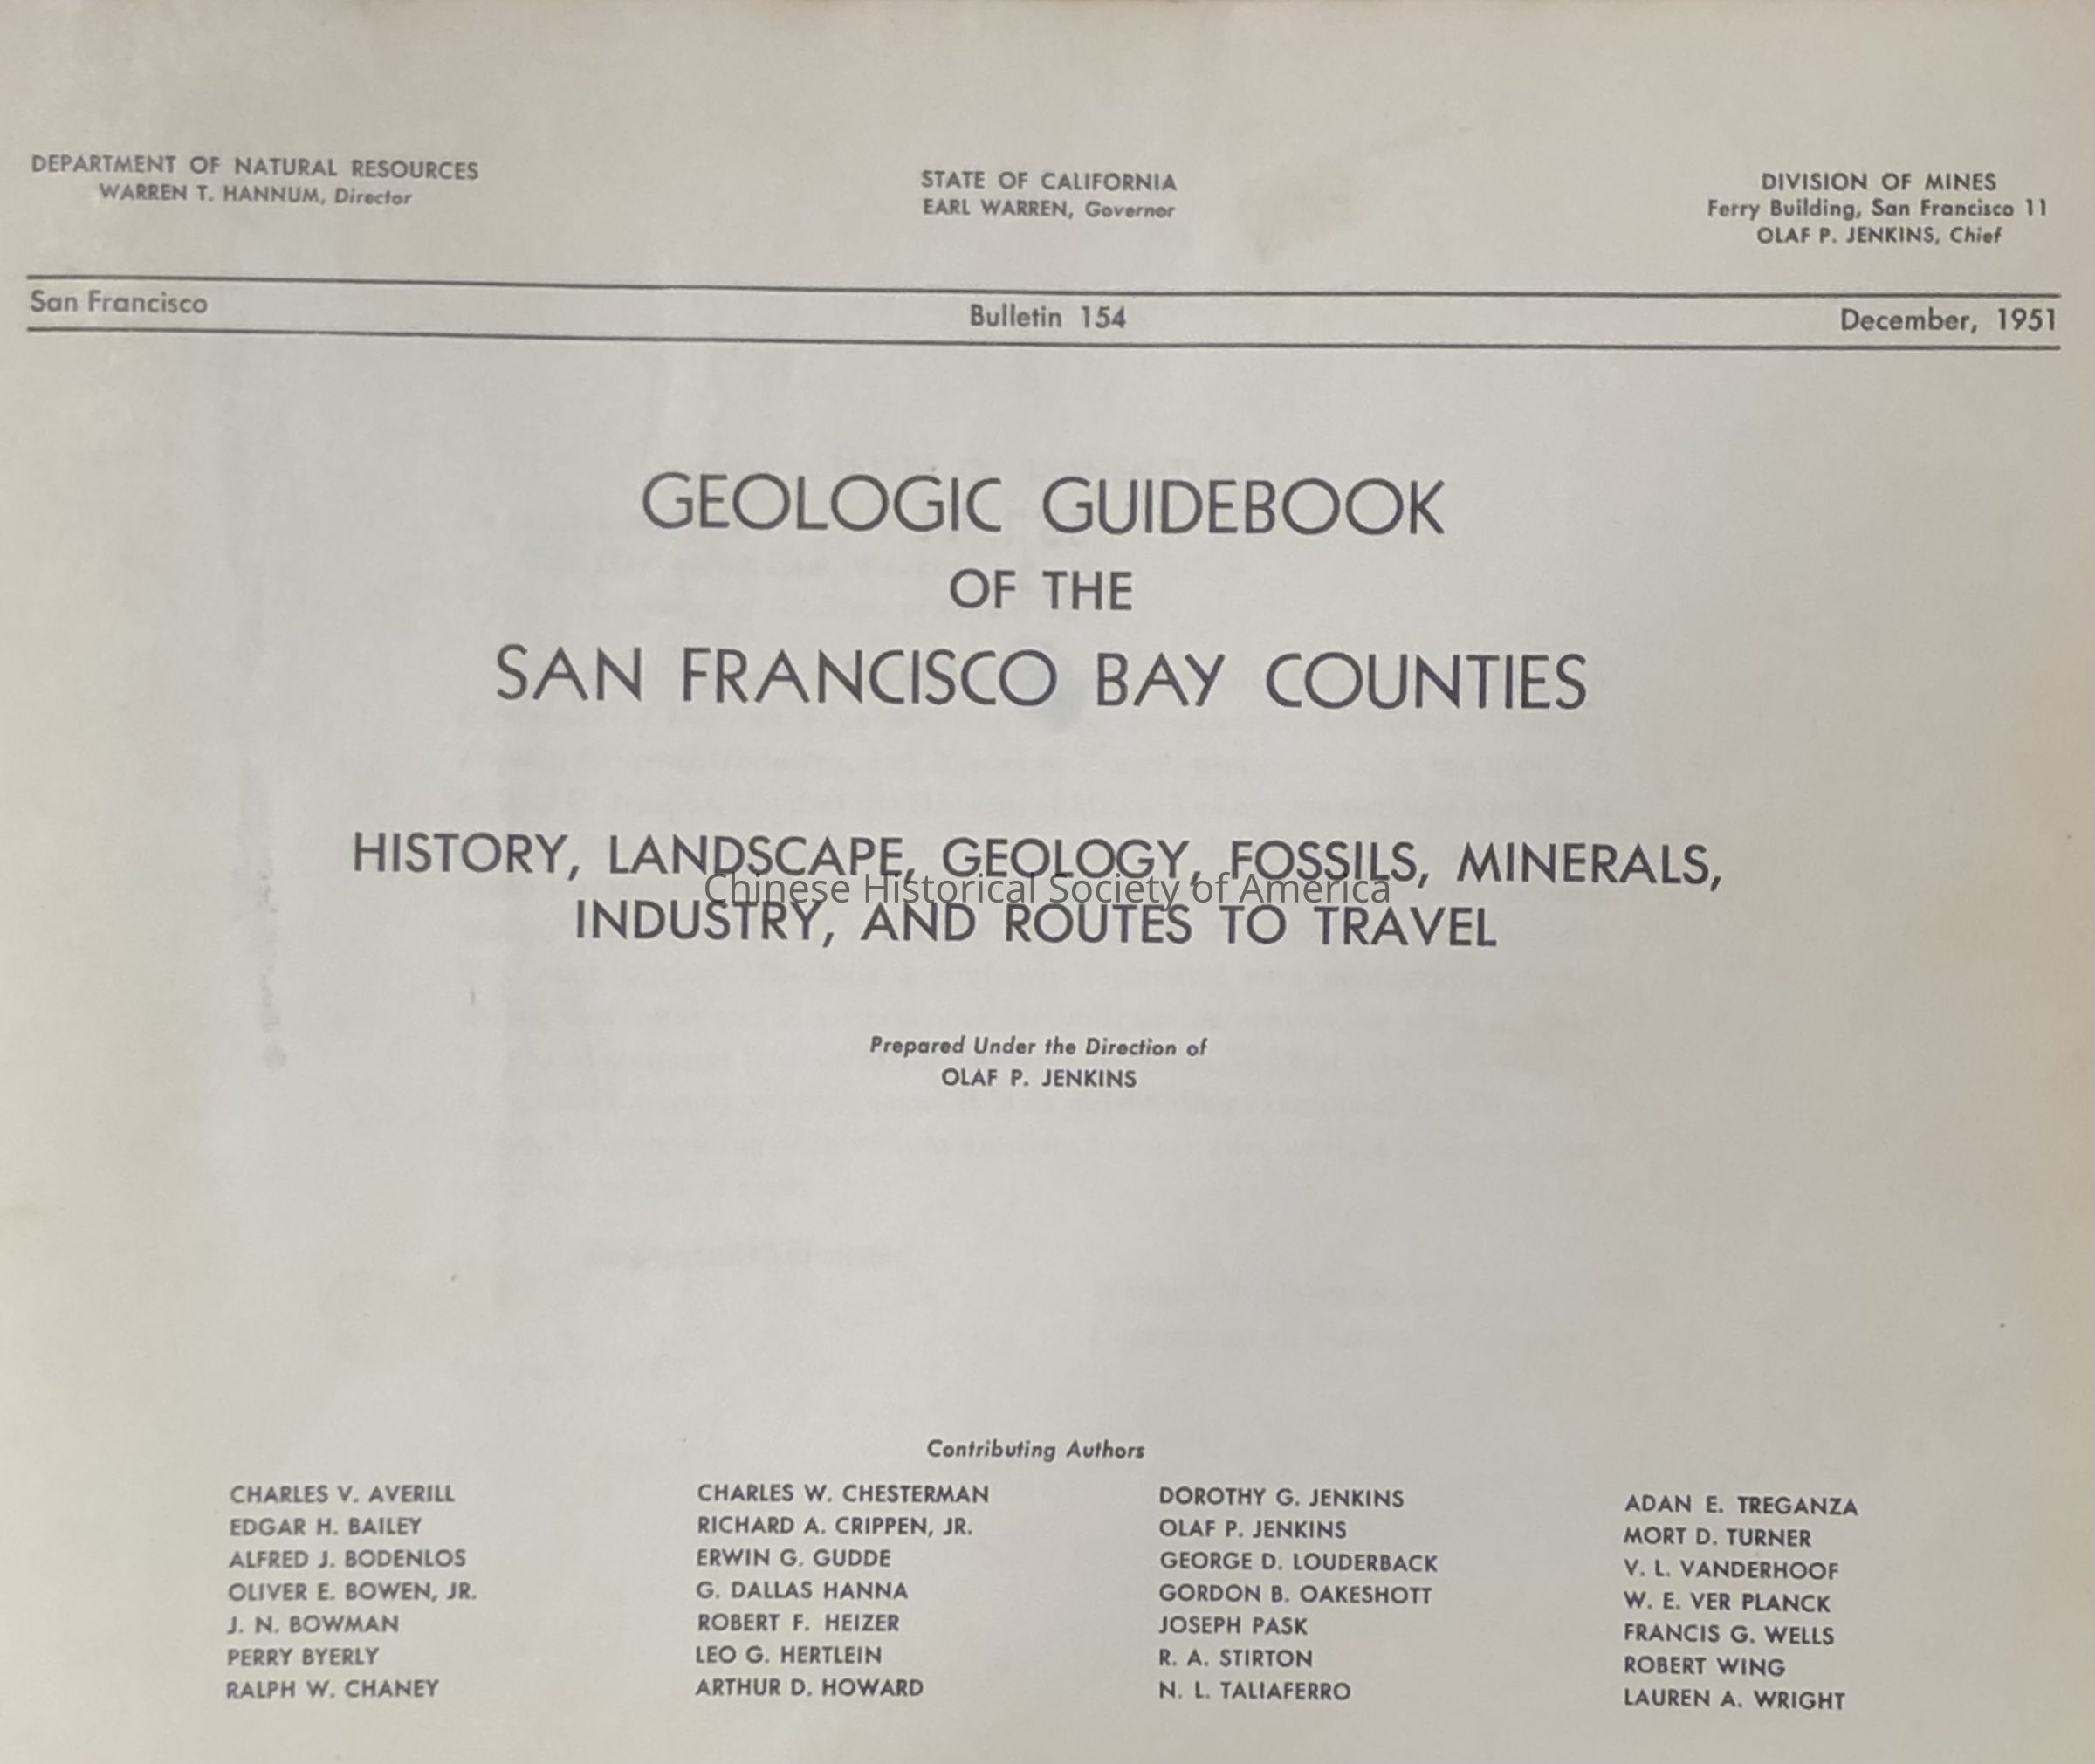 DEPARTMENT OF NATURAL RESOURCES
WARREN T. HANNUM, Director
STATE OF CALIFORNIA
EARL WARREN, Governor
DIVISION OF MINES
Ferry Building, San Francisco 11
OLAF P. JENKINS, Chief
San Francisco
Bulletin 154
December, 1951
GEOLOGIC GUIDEBOOK
OF THE
SAN FRANCISCO BAY COUNTIES
HISTORY, LANDSCAPE, GEOLOGY, FOSSILS, MINERALS,
Chinese Historical Society of America
INDUSTRY, AND ROUTES TO TRAVEL
Prepared Under the Direction of
OLAF P. JENKINS
Contributing Authors
CHARLES V. AVERILL
EDGAR H. BAILEY
ALFRED J. BODENLOS
OLIVER E. BOWEN, JR.
J. N. BOWMAN
PERRY BYERLY
RALPH W. CHANEY
CHARLES W. CHESTERMAN
RICHARD A. CRIPPEN, JR.
ERWIN G. GUDDE
G. DALLAS HANNA
ROBERT F. HEIZER
LEO G. HERTLEIN
ARTHUR D. HOWARD
DOROTHY G. JENKINS
OLAF P. JENKINS
GEORGE D. LOUDERBACK
GORDON B. OAKESHOTT
JOSEPH PASK
R. A. STIRTON
N. L. TALIAFERRO
ADAN E. TREGANZA
MORT D. TURNER
V. L. VANDERHOOF
W. E. VER PLANCK
FRANCIS G. WELLS
ROBERT WING
LAUREN A. WRIGHT